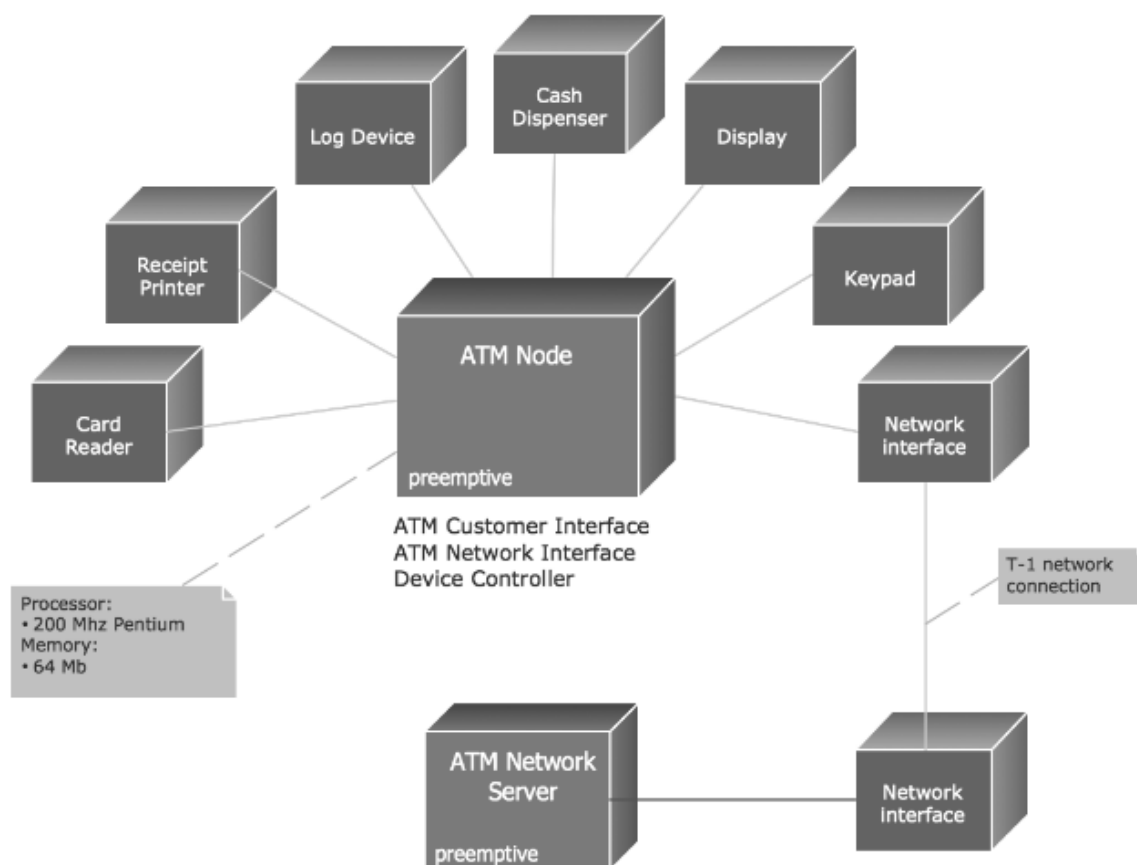 Cash
Dispenser
Log Device
Display
Receipt
Printer
Keypad
ATM Node
preemptive
Card
Reader
Network
interface
ATM Customer Interface
ATM Network Interface
Device Controller
T-1 network
connection
Processor:
• 200 Mhz Pentium
Memory:
• 64 Mb
ATM Network
Server
preemptive
Network
interface